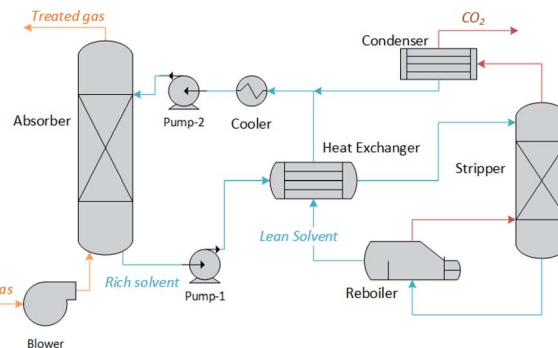 Treated gas
CO2
Condenser
Absorber
Pump-2
Cooler
Heat Exchanger
Stripper
Lean Solvent
Rich solvent
Pump-1
Reboiler
as
Blower